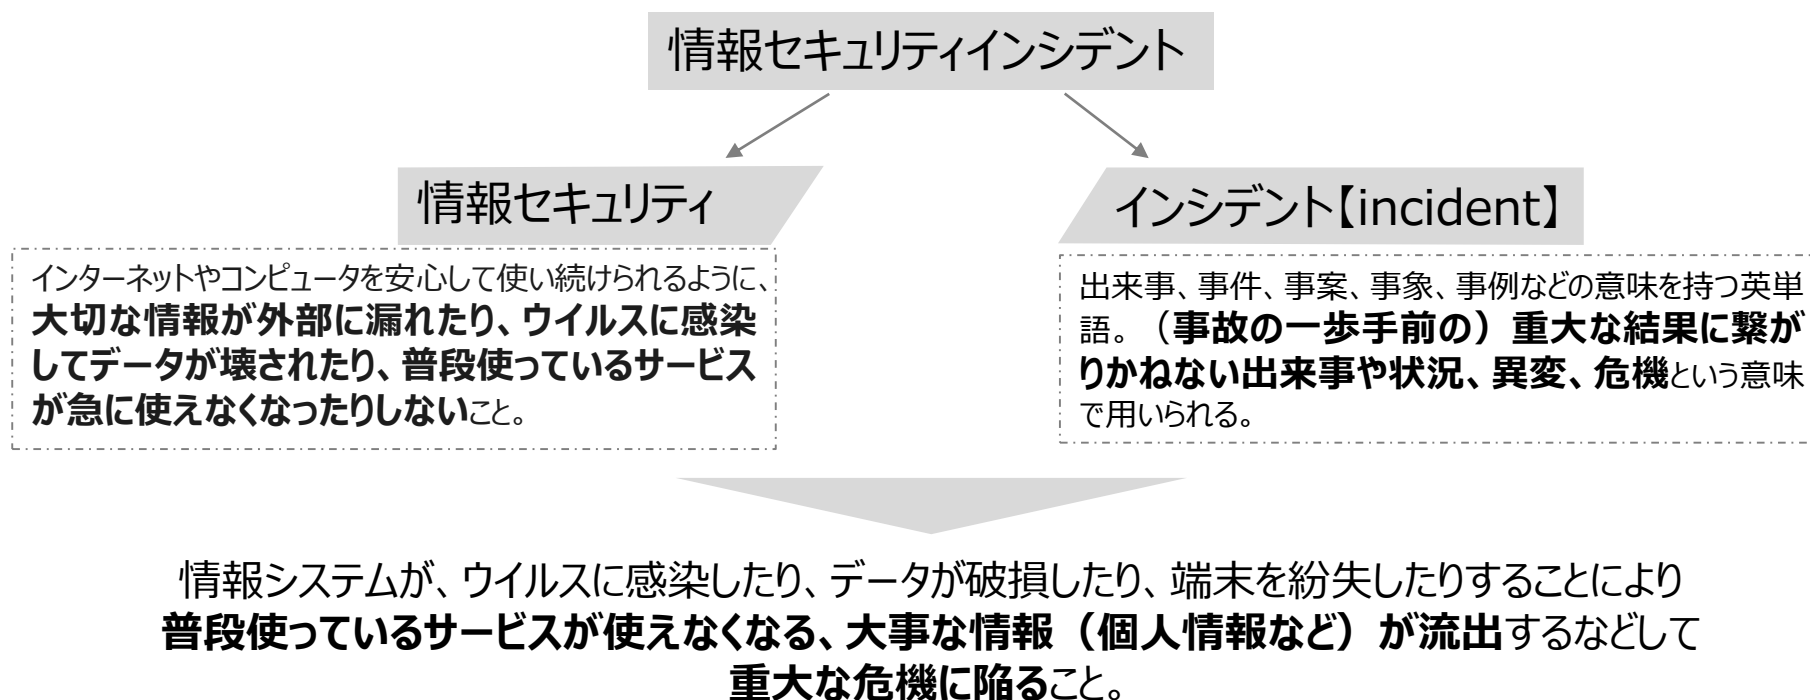 情報セキュリティインシデント
情報セキュリティ
インターネットやコンピュータを安心して使い続けられるように、
大切な情報が外部に漏れたり、ウイルスに感染
してデータが壊されたり、普段使っているサービス
が急に使えなくなったりしないこと。
インシデント【incident】
出来事、事件、事案、事象、事例などの意味を持つ英単
語。（事故の一歩手前の）重大な結果に繋が
りかねない出来事や状況、異変、危機という意味
で用いられる。
情報システムが、ウイルスに感染したり、データが破損したり、端末を紛失したりすることにより
普段使っているサービスが使えなくなる、大事な情報（個人情報など）が流出するなどして
重大な危機に陥ること。